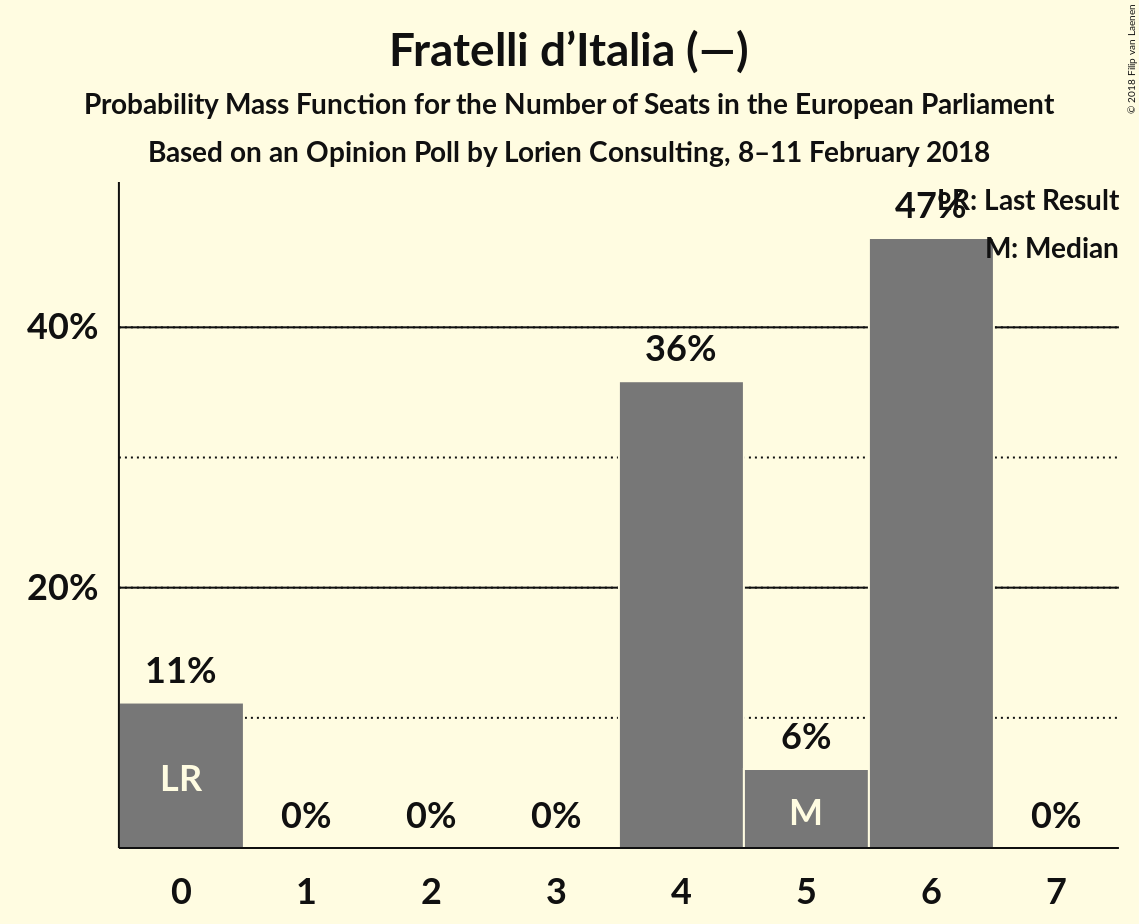 Fratelli d’Italia (—)
Probability Mass Function for the Number of Seats in the European Parliament
Based on an Opinion Poll by Lorien Consulting, 8–11 February 2018
© 2018 Filip van Laenen
LR: Last Result
M: Median
47%
40%
36%
20%
11%
6%
LR
M
0%
0%
0%
0%
0 1 2 3 4 5 6 7